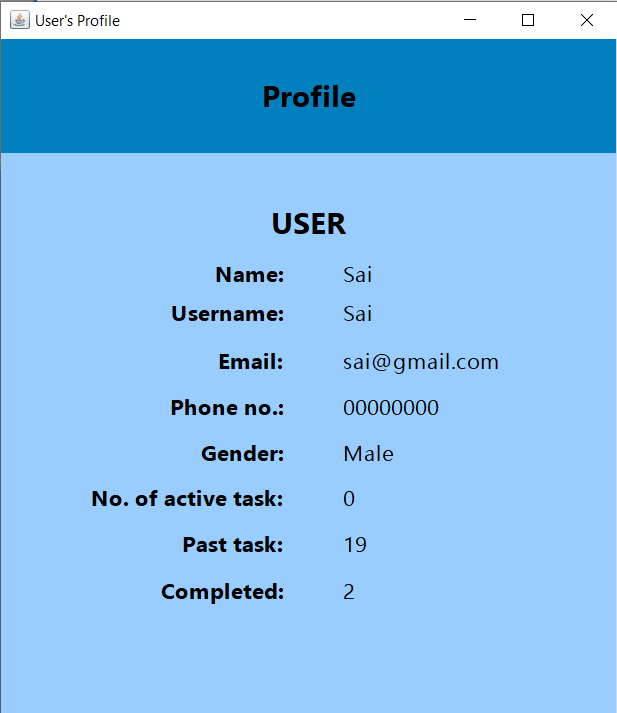 User's Profile
Profile
USER
Name: Sai
Username: Sai
Email: sai@gmail.com
Phone no.: 00000000
Gender: Male
No. of active task: 0
Past task: 19
Completed: 2